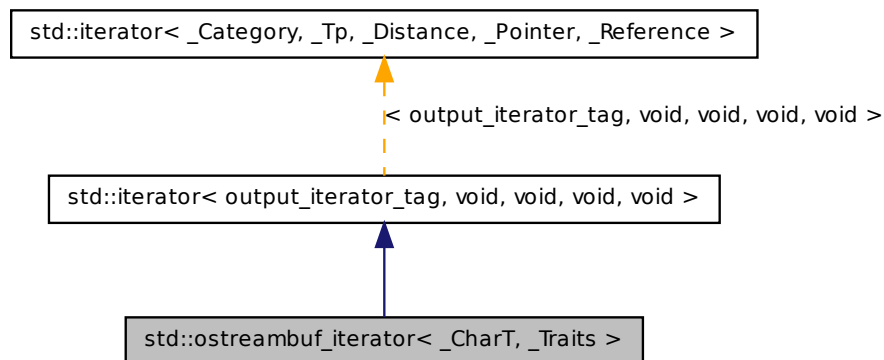 std::iterator< _Category, _Tp, _Distance, _Pointer, _Reference >
< output_iterator_tag, void, void, void, void >
std::iterator< output_iterator_tag, void, void, void, void >
std::ostreambuf_iterator< _CharT, _Traits >